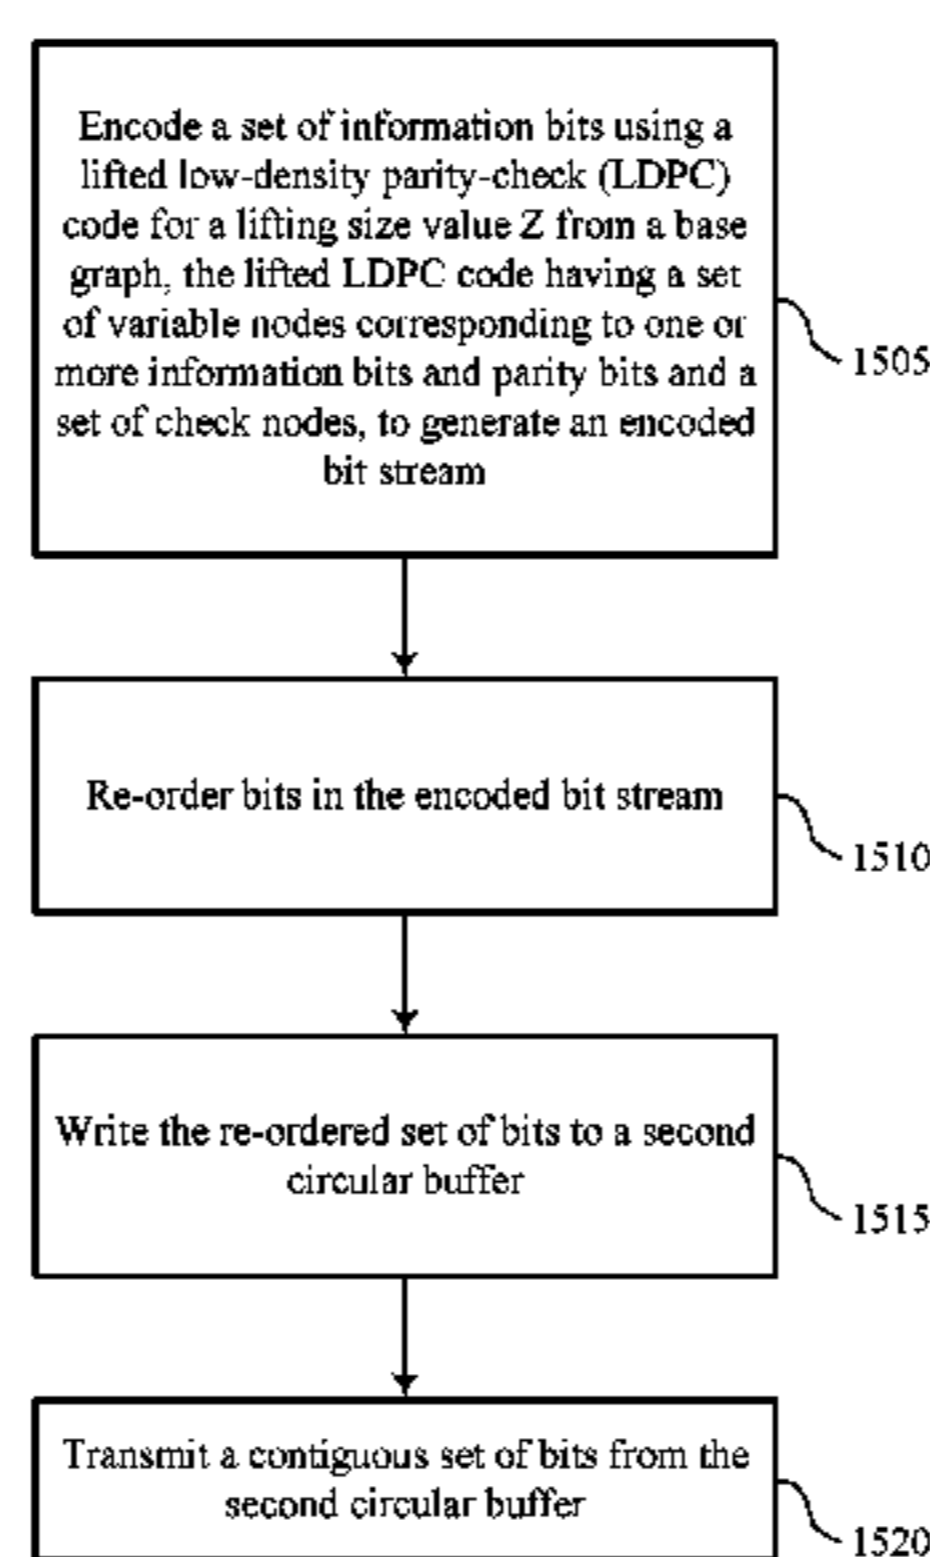 Encode a set of information bits using a
lifted low-density parity-check (LDPC)
code for a lifting size value Z from a base
graph, the lifted LDPC code having a set
of variable nodes corresponding to one or
more information bits and parity bits and a
set of check nodes, to generate an encoded
bit stream
1505
Re-order bits in the encoded bit stream
1510
Write the re-ordered set of bits to a second
circular buffer
1515
Transmit a contiguous set of bits from the
second circular buffer
1520